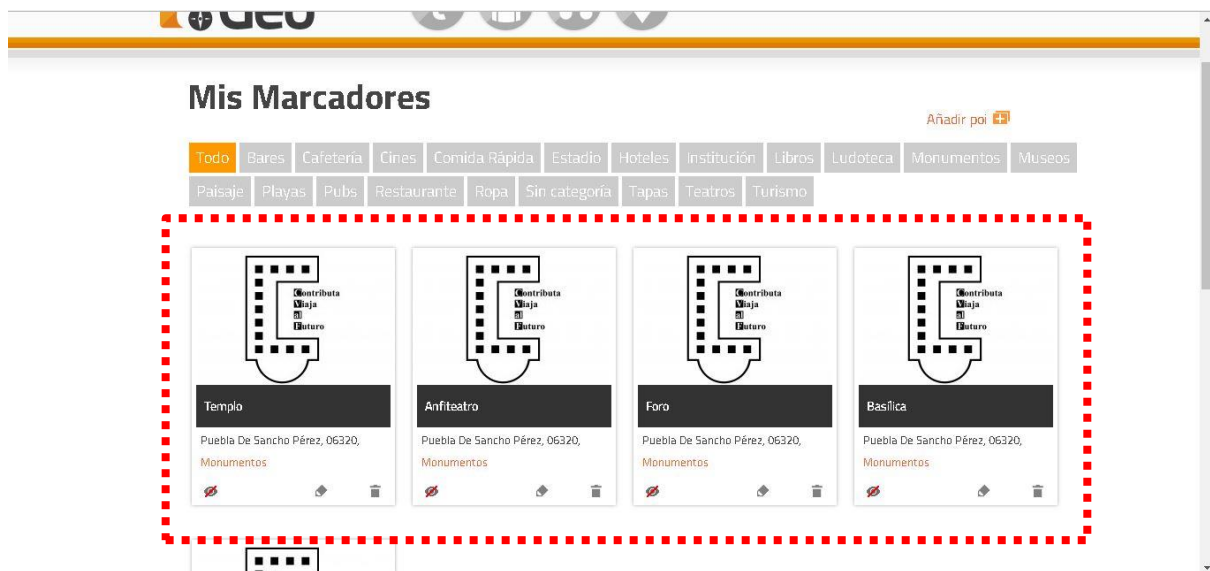 Geo
Mis Marcadores
Añadir poi
Todo Bares Cafetería Cines Comida Rápida Estadio Hoteles Institución Libros Ludoteca Monumentos Museos
Paisaje Playas Pubs Restaurante Ropa Sin categoría Tapas Teatros Turismo
Contributa
Viaja
al
Futuro
Templo
Puebla De Sancho Pérez, 06320,
Monumentos
Contributa
Viaja
al
Futuro
Anfiteatro
Puebla De Sancho Pérez, 06320,
Monumentos
Contributa
Viaja
al
Futuro
Foro
Puebla De Sancho Pérez, 06320,
Monumentos
Contributa
Viaja
al
Futuro
Basílica
Puebla De Sancho Pérez, 06320,
Monumentos